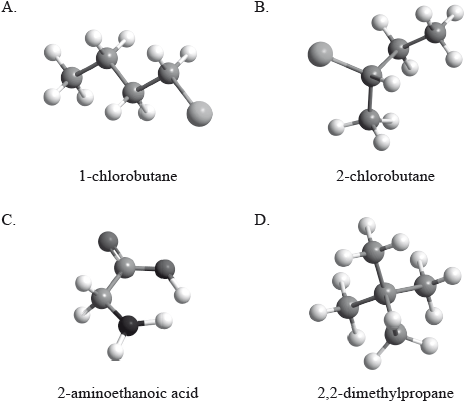 A.
B.
1-chlorobutane
2-chlorobutane
C.
D.
2-aminoethanoic acid
2,2-dimethylpropane